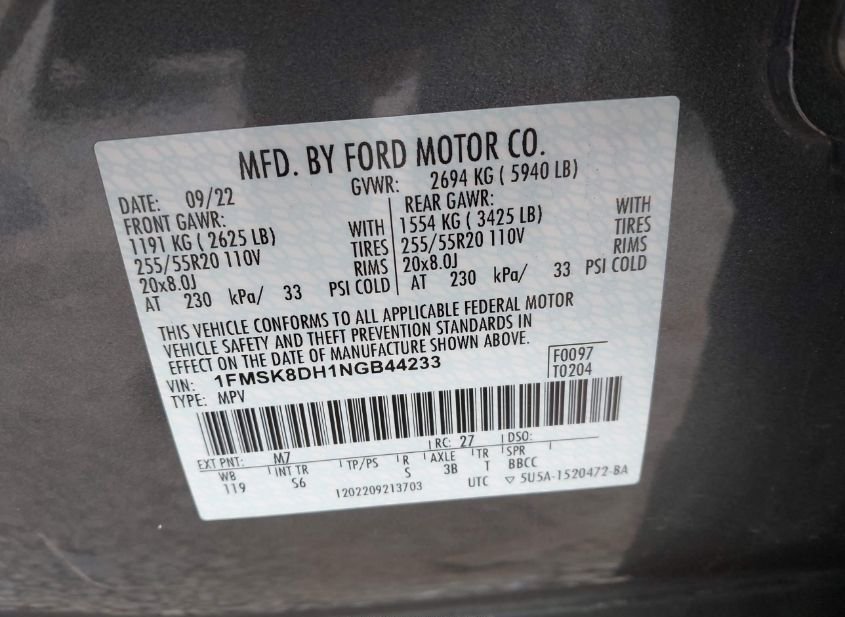 MFD. BY FORD MOTOR CO.
DATE: 09/22 GVWR: 2694 KG ( 5940 LB)
FRONT GAWR: REAR GAWR:
1191 KG ( 2625 LB) WITH 1554 KG ( 3425 LB) WITH
255/55R20 110V TIRES 255/55R20 110V TIRES
20x8.0J RIMS 20x8.0J RIMS
AT 230 kPa/ 33 PSI COLD AT 230 kPa/ 33 PSI COLD
THIS VEHICLE CONFORMS TO ALL APPLICABLE FEDERAL MOTOR
VEHICLE SAFETY AND THEFT PREVENTION STANDARDS IN
EFFECT ON THE DATE OF MANUFACTURE SHOWN ABOVE.
VIN: 1FMSK8DH1NGB44233 F0097
TYPE: MPV T0204
EXT PNT: M7 RC: 27 DSO:
WB INT TR TP/PS R AXLE TR SPR
119 S6 S 3B T BBCC
1202209213703 UTC ▽ 5U5A-1520472-BA